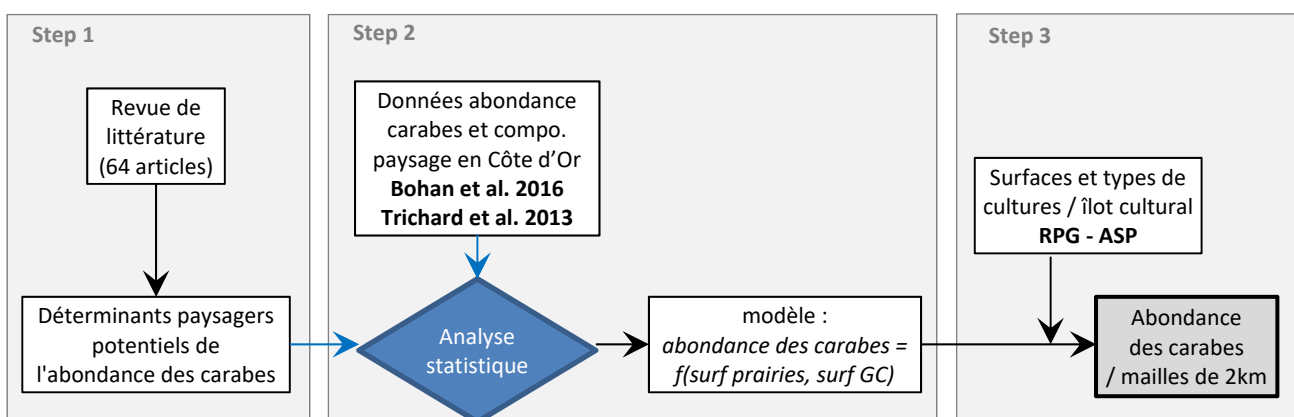 Step 1
Revue de
littérature
(64 articles)
Déterminants paysagers
potentiels de
l'abondance des carabes
Step 2
Données abondance
carabes et compo.
paysage en Côte d’Or
Bohan et al. 2016
Trichard et al. 2013
Analyse
statistique
modèle :
abondance des carabes =
f(surf prairies, surf GC)
Step 3
Surfaces et types de
cultures / îlot cultural
RPG - ASP
Abondance
des carabes
/ mailles de 2km